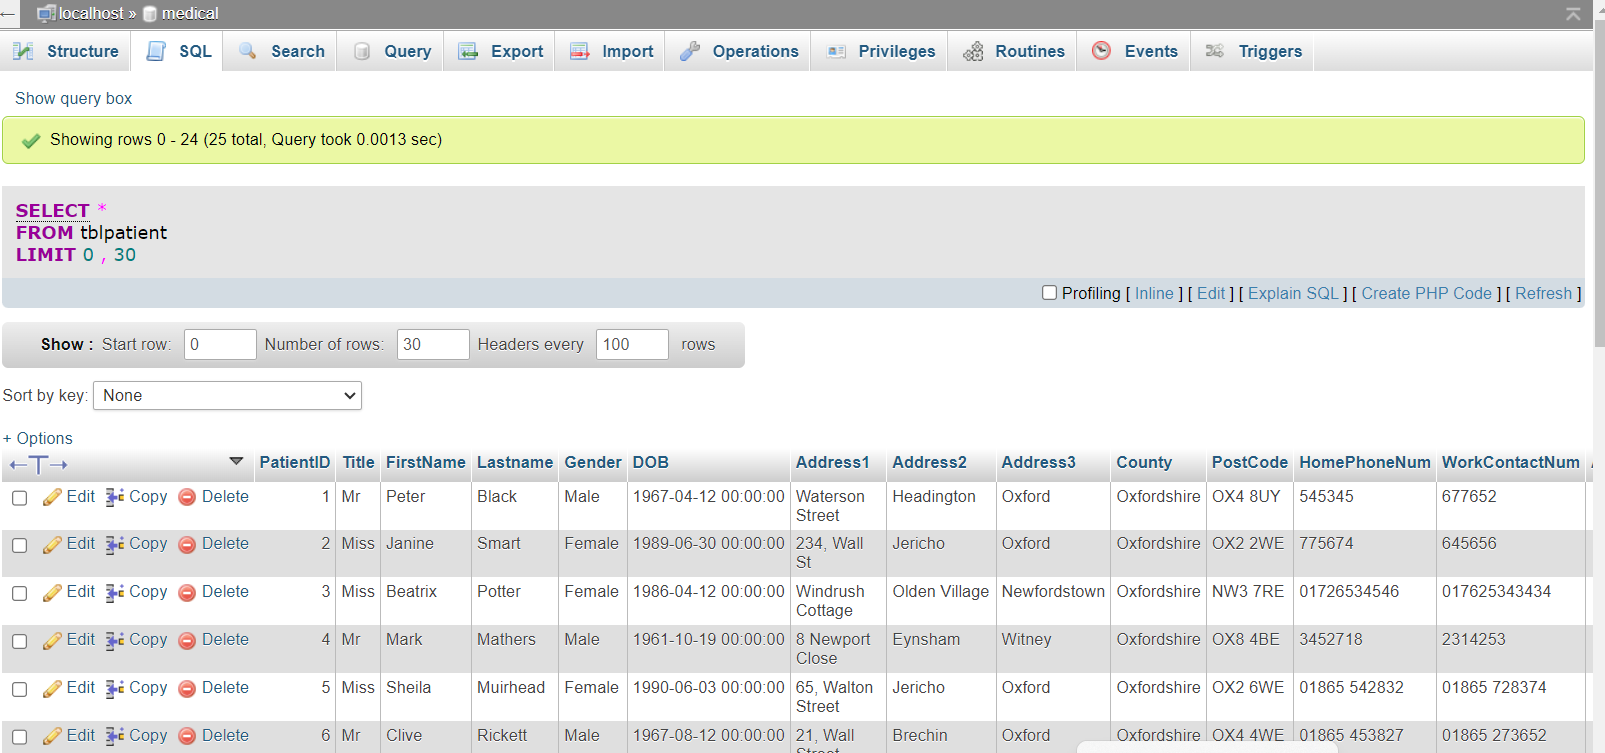 ← localhost » medical
Structure SQL Search Query Export Import Operations Privileges Routines Events Triggers
Show query box
Showing rows 0 - 24 (25 total, Query took 0.0013 sec)
SELECT *
FROM tblpatient
LIMIT 0 , 30
Profiling [ Inline ] [ Edit ] [ Explain SQL ] [ Create PHP Code ] [ Refresh ]
Show : Start row: 0 Number of rows: 30 Headers every 100 rows
Sort by key: None
+ Options
←T→ PatientID Title FirstName Lastname Gender DOB Address1 Address2 Address3 County PostCode HomePhoneNum WorkContactNum
Edit Copy Delete 1 Mr Peter Black Male 1967-04-12 00:00:00 Waterson Headington Oxford Oxfordshire OX4 8UY 545345 677652
Street
Edit Copy Delete 2 Miss Janine Smart Female 1989-06-30 00:00:00 234, Wall Jericho Oxford Oxfordshire OX2 2WE 775674 645656
St
Edit Copy Delete 3 Miss Beatrix Potter Female 1986-04-12 00:00:00 Windrush Olden Village Newfordstown Oxfordshire NW3 7RE 01726534546 017625343434
Cottage
Edit Copy Delete 4 Mr Mark Mathers Male 1961-10-19 00:00:00 8 Newport Eynsham Witney Oxfordshire OX8 4BE 3452718 2314253
Close
Edit Copy Delete 5 Miss Sheila Muirhead Female 1990-06-03 00:00:00 65, Walton Jericho Oxford Oxfordshire OX2 6WE 01865 542832 01865 728374
Street
Edit Copy Delete 6 Mr Clive Rickett Male 1967-08-12 00:00:00 21, Wall Brechin Oxford Oxfordshire OX4 4WE 01865 453827 01865 273652